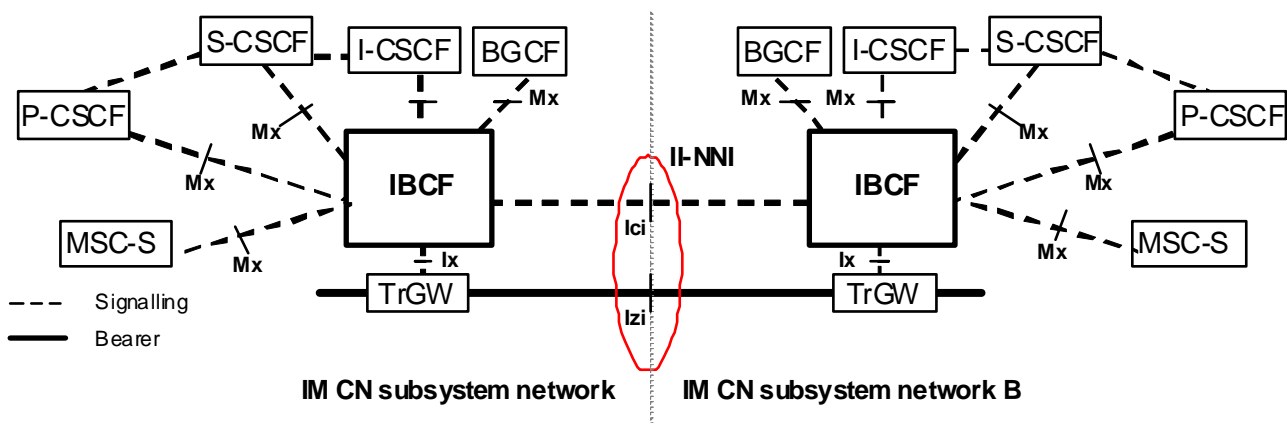 S-CSCF
I-CSCF
BGCF
P-CSCF
Mx
Mx
Mx
IBCF
MSC-S
Mx
Ix
TrGW
Signalling
Bearer
IM CN subsystem network
II-NNI
Ici
Izi
BGCF
I-CSCF
S-CSCF
P-CSCF
Mx
Mx
Mx
Mx
IBCF
MSC-S
Mx
Ix
TrGW
IM CN subsystem network B